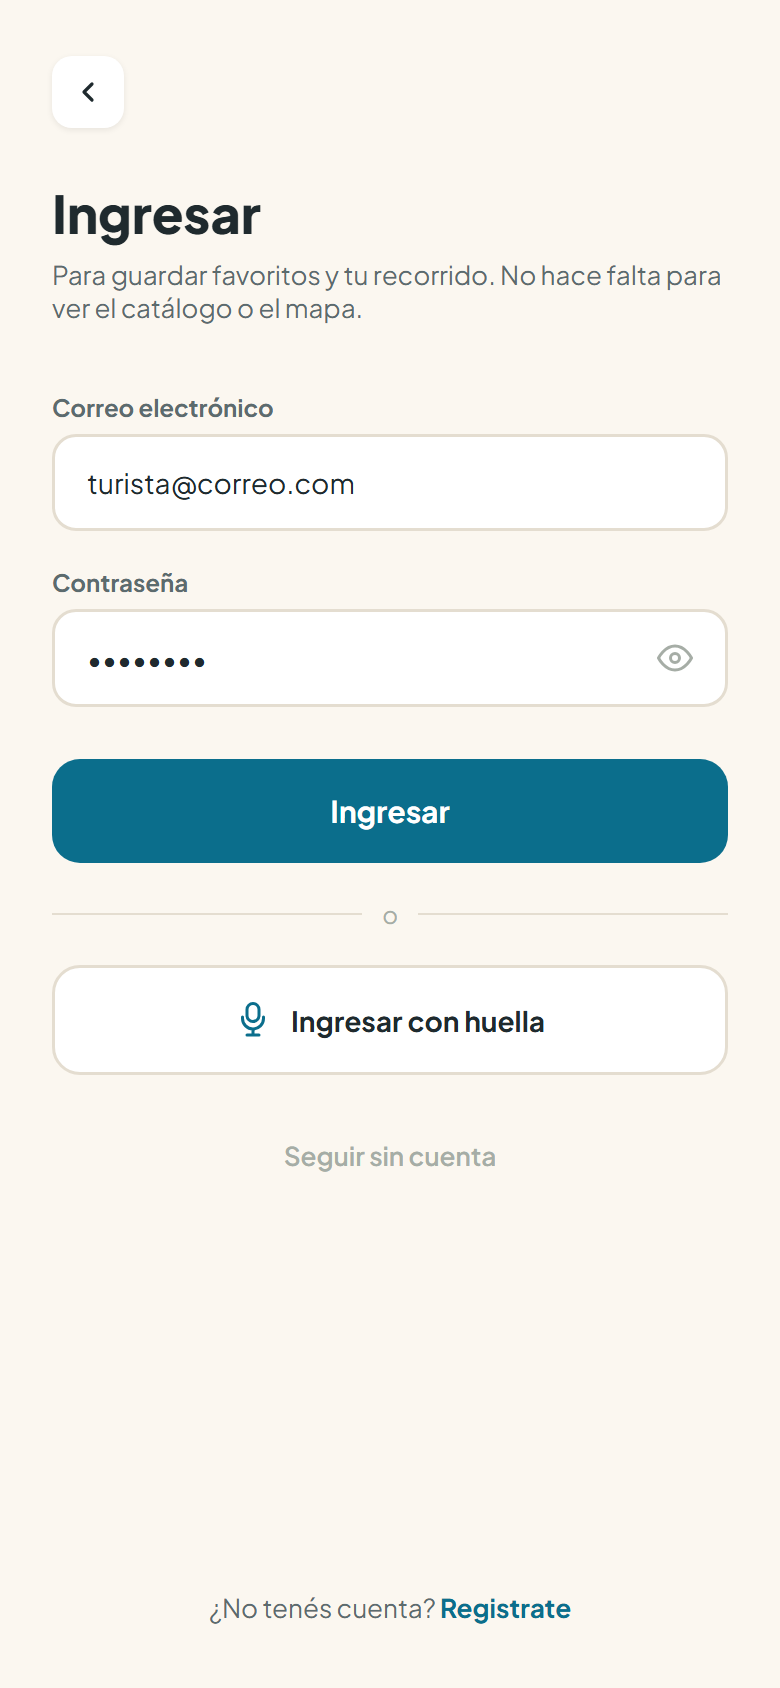 Ingresar
Para guardar favoritos y tu recorrido. No hace falta para
ver el catálogo o el mapa.
Correo electrónico
turista@correo.com
Contraseña
••••••••
Ingresar
o
Ingresar con huella
Seguir sin cuenta
¿No tenés cuenta? Registrate